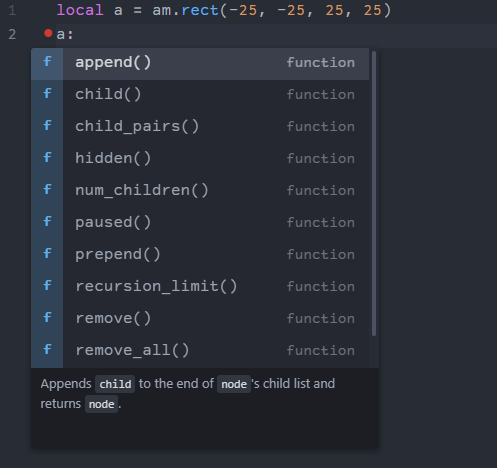 1 local a = am.rect(-25, -25, 25, 25)
2 a:
f append() function
f child() function
f child_pairs() function
f hidden() function
f num_children() function
f paused() function
f prepend() function
f recursion_limit() function
f remove() function
f remove_all() function
Appends child to the end of node's child list and
returns node.